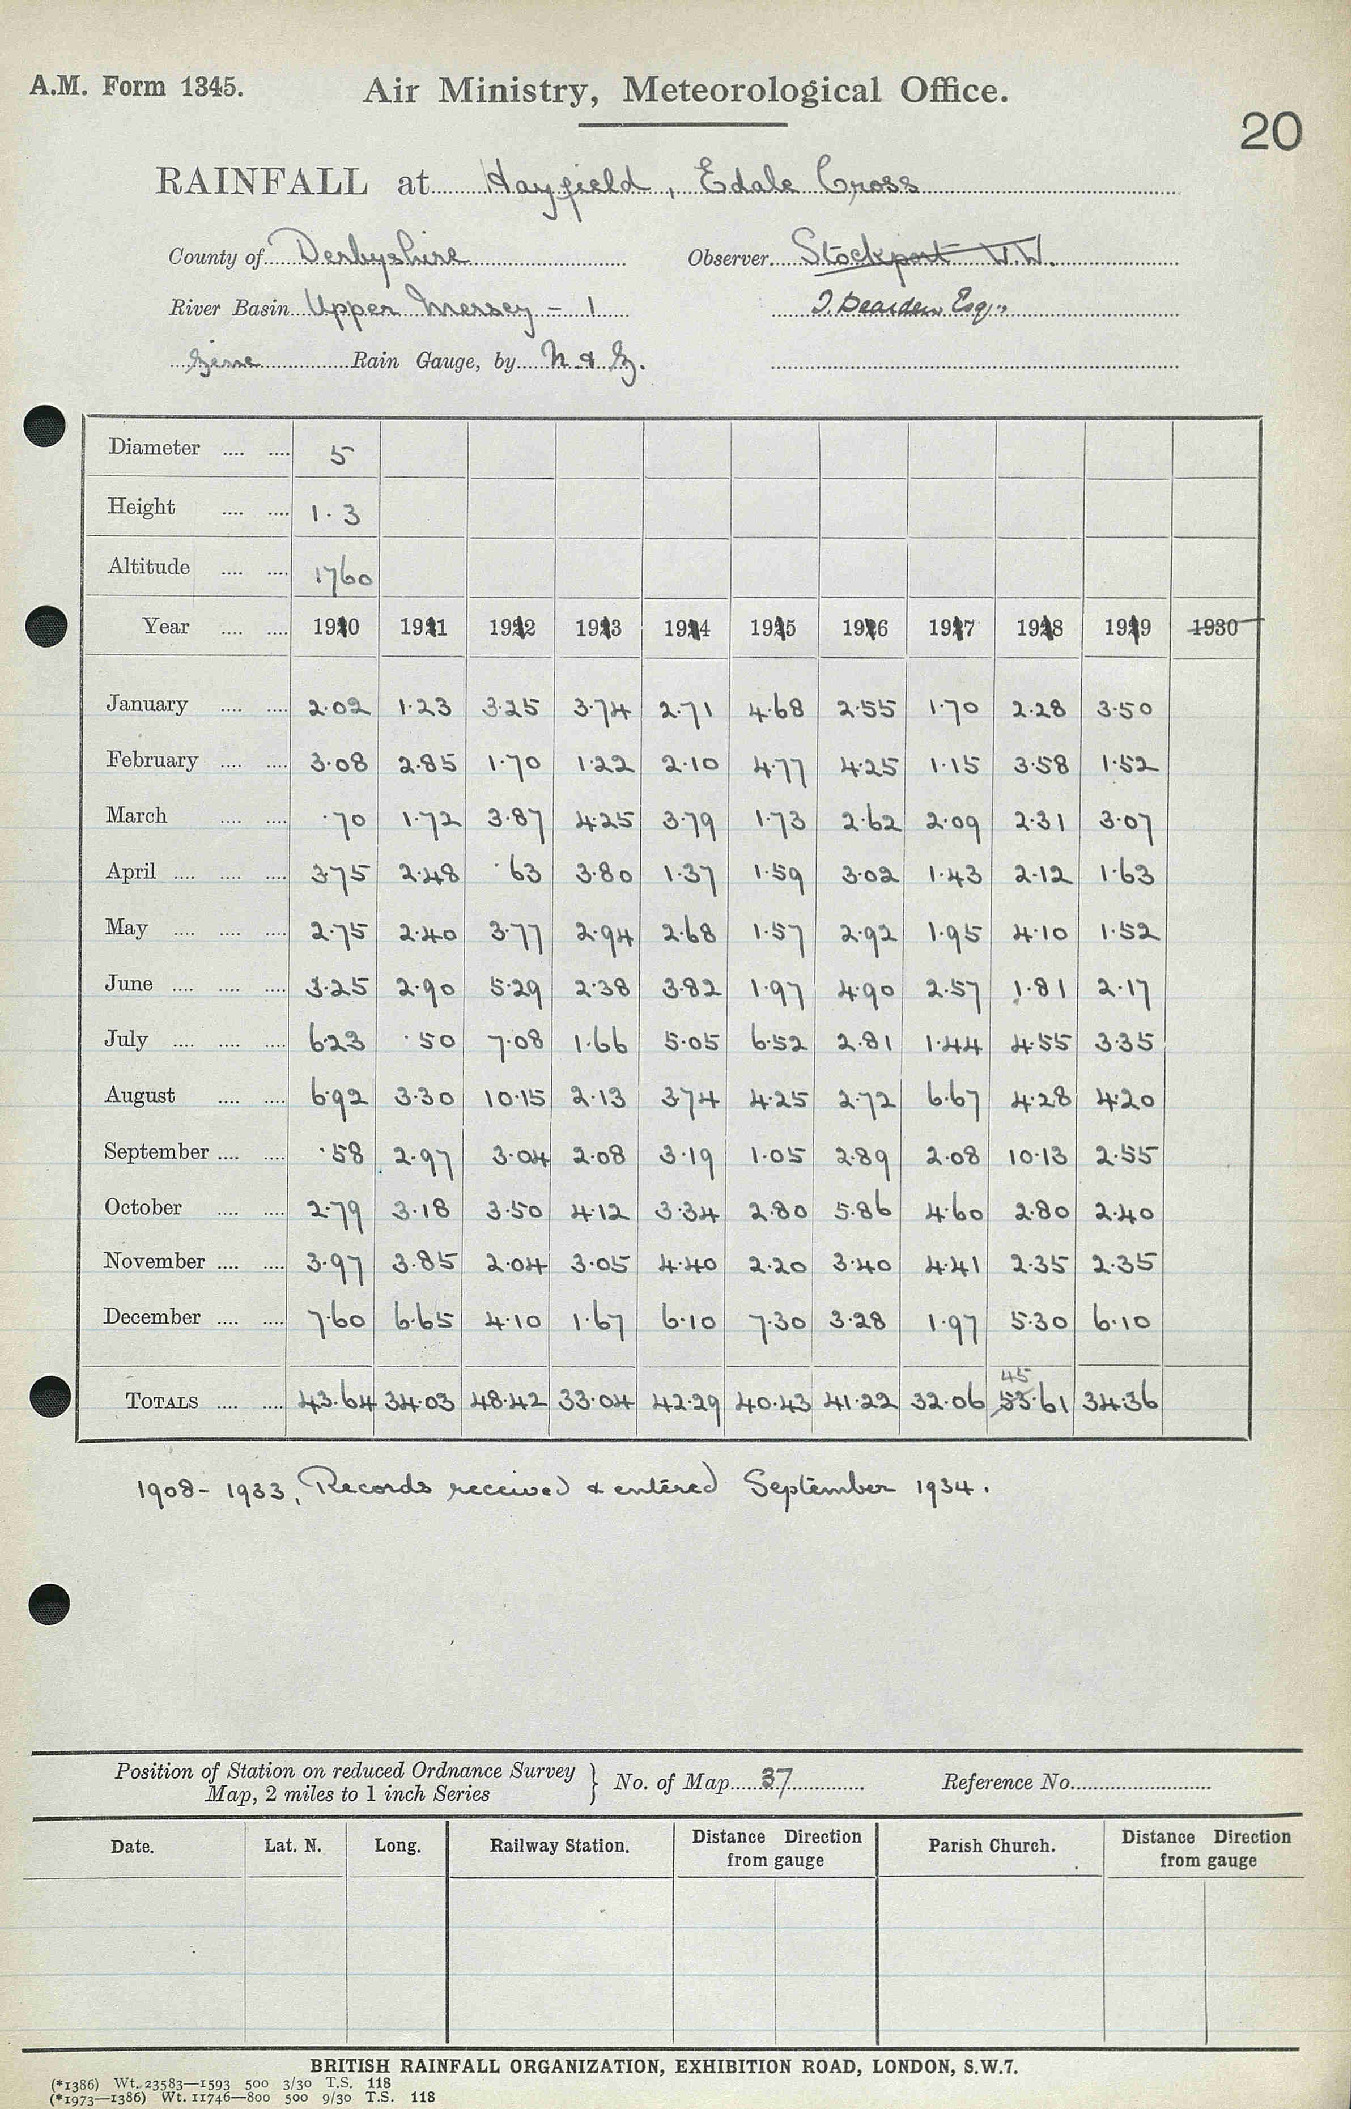 A.M. Form 1345. Air Ministry, Meteorological Office.
20
RAINFALL at Hayfield, Edale Cross
County of Derbyshire Observer Stockport W.W.
River Basin Upper Mersey - 1 J. Dearden Esq.
Rain Gauge, by N & Z.
Diameter .... .... 5
Height .... .... 1.3
Altitude .... .... 1760
Year .... .... 1910 1911 1912 1913 1914 1915 1916 1917 1918 1919 1930
January .... .... 2.02 1.23 3.25 3.74 2.71 4.68 2.55 1.70 2.28 3.50
February .... .... 3.08 2.85 1.70 1.22 2.10 4.77 4.25 1.15 3.58 1.52
March .... .... .70 1.72 3.87 4.25 3.79 1.73 2.62 2.09 2.31 3.07
April .... .... .... 3.75 2.48 .63 3.80 1.37 1.59 3.02 1.43 2.12 1.63
May .... .... .... 2.75 2.40 3.77 2.94 2.68 1.57 2.92 1.95 4.10 1.52
June .... .... .... 3.25 2.90 5.29 2.38 3.82 1.97 4.90 2.57 1.81 2.17
July .... .... .... 6.23 .50 7.08 1.66 5.05 6.52 2.81 1.44 4.55 3.35
August .... .... 6.92 3.30 10.15 2.13 3.74 4.25 2.72 6.67 4.28 4.20
September .... .... .58 2.97 3.04 2.08 3.19 1.05 2.89 2.08 10.13 2.55
October .... .... 2.79 3.18 3.50 4.12 3.34 2.80 5.86 4.60 2.80 2.40
November .... .... 3.97 3.85 2.04 3.05 4.40 2.20 3.40 4.41 2.35 2.35
December .... .... 7.60 6.65 4.10 1.67 6.10 7.30 3.28 1.97 5.30 6.10
45
TOTALS .... .... 43.64 34.03 48.42 33.04 42.29 40.43 41.22 32.06 53.61 34.36
1908 - 1933, Records received & entered September 1934.
Position of Station on reduced Ordnance Survey
Map, 2 miles to 1 inch Series } No. of Map 37 Reference No.
Date. Lat. N. Long. Railway Station. Distance Direction from gauge Parish Church. Distance Direction from gauge
BRITISH RAINFALL ORGANIZATION, EXHIBITION ROAD, LONDON, S.W.7.
(*1386) Wt. 23583—1593 500 3/30 T.S. 118
(*1973—1386) Wt. 11746—800 500 9/30 T.S. 118